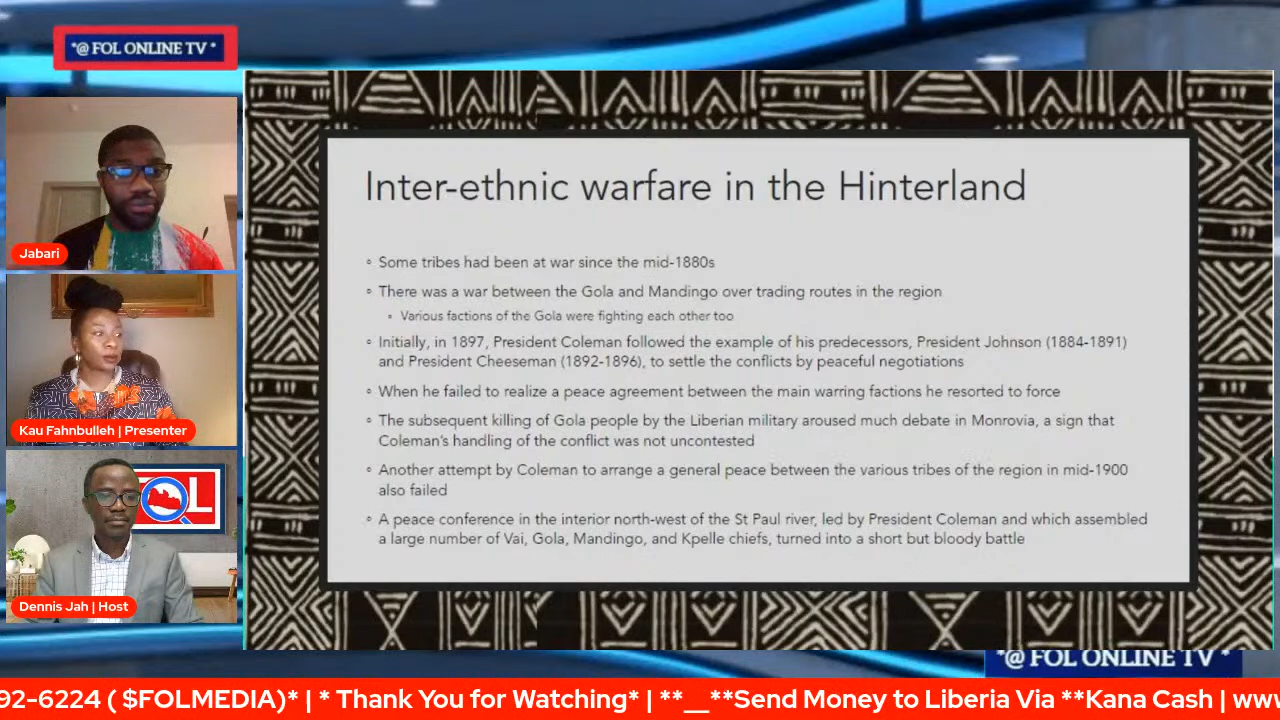 *@ FOL ONLINE TV *
Jabari
Kau Fahnbulleh | Presenter
OL
Dennis Jah | Host
Inter-ethnic warfare in the Hinterland
◦ Some tribes had been at war since the mid-1880s
◦ There was a war between the Gola and Mandingo over trading routes in the region
◦ Various factions of the Gola were fighting each other too
◦ Initially, in 1897, President Coleman followed the example of his predecessors, President Johnson (1884-1891)
and President Cheeseman (1892-1896), to settle the conflicts by peaceful negotiations
◦ When he failed to realize a peace agreement between the main warring factions he resorted to force
◦ The subsequent killing of Gola people by the Liberian military aroused much debate in Monrovia, a sign that
Coleman's handling of the conflict was not uncontested
◦ Another attempt by Coleman to arrange a general peace between the various tribes of the region in mid-1900
also failed
◦ A peace conference in the interior north-west of the St Paul river, led by President Coleman and which assembled
a large number of Vai, Gola, Mandingo, and Kpelle chiefs, turned into a short but bloody battle
*@ FOL ONLINE TV *
92-6224 ( $FOLMEDIA)* | * Thank You for Watching* | **__**Send Money to Liberia Via **Kana Cash | www